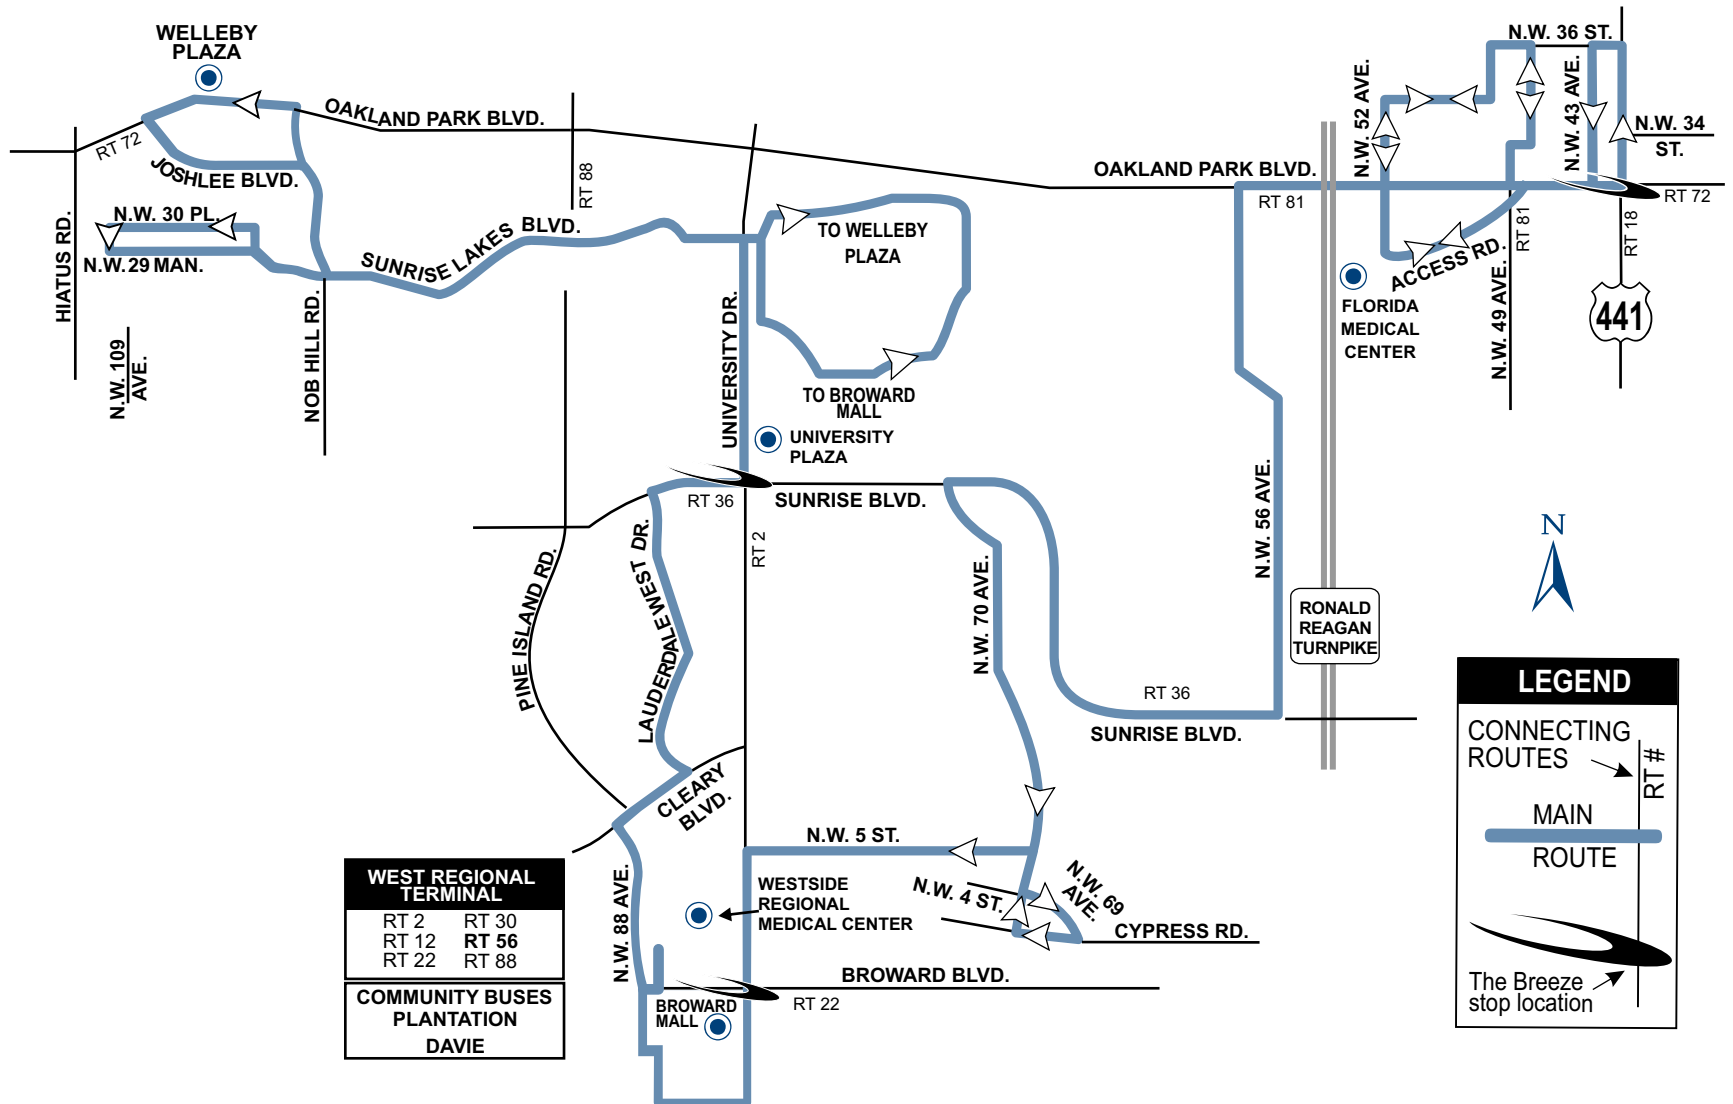 WELLEBY
PLAZA
OAKLAND PARK BLVD.
RT 72
JOSHLEE BLVD.
RT 88
HIATUS RD.
N.W. 30 PL.
N.W. 29 MAN.
N.W. 109
AVE.
NOB HILL RD.
SUNRISE LAKES BLVD.
UNIVERSITY DR.
TO WELLEBY
PLAZA
TO BROWARD
MALL
UNIVERSITY
PLAZA
N.W. 36 ST.
N.W. 52 AVE.
N.W. 43 AVE.
N.W. 34
ST.
OAKLAND PARK BLVD.
RT 81
RT 72
RT 81
RT 18
ACCESS RD.
N.W. 49 AVE.
441
FLORIDA
MEDICAL
CENTER
RT 36
SUNRISE BLVD.
RT 2
LAUDERDALEWEST DR.
PINE ISLAND RD.
N.W. 70 AVE.
N.W. 56 AVE.
RONALD
REAGAN
TURNPIKE
N
RT 36
SUNRISE BLVD.
CLEARY
BLVD.
N.W. 5 ST.
N.W. 88 AVE.
WESTSIDE
REGIONAL
MEDICAL CENTER
N.W. 4 ST.
N.W. 69
AVE.
CYPRESS RD.
BROWARD BLVD.
RT 22
BROWARD
MALL
WEST REGIONAL
TERMINAL
RT 2 RT 30
RT 12 RT 56
RT 22 RT 88
COMMUNITY BUSES
PLANTATION
DAVIE
LEGEND
CONNECTING
ROUTES
RT #
MAIN
ROUTE
The Breeze
stop location